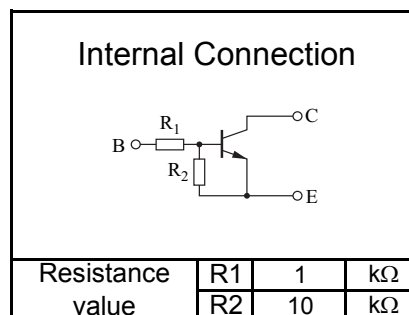 Internal Connection
C
R1
B
R2
E
Resistance value R1 1 kΩ
R2 10 kΩ